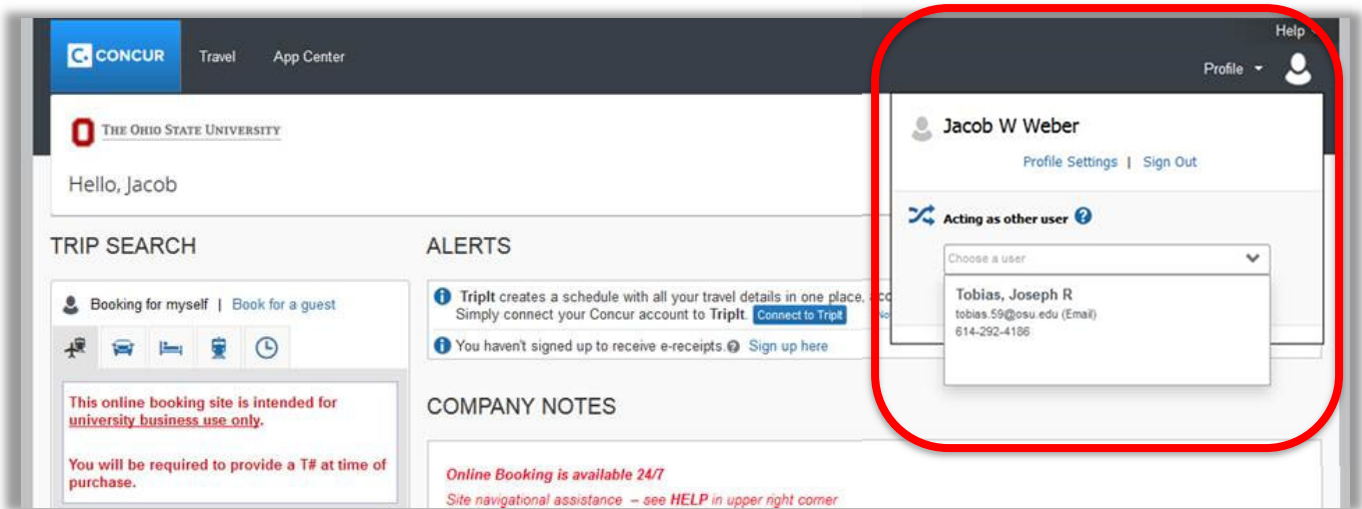 Help
C. CONCUR Travel App Center Profile
THE OHIO STATE UNIVERSITY
Hello, Jacob
Jacob W Weber
Profile Settings | Sign Out
Acting as other user ?
Choose a user
Tobias, Joseph R
tobias.59@osu.edu (Email)
614-292-4186
TRIP SEARCH
Booking for myself | Book for a guest
This online booking site is intended for
university business use only.
You will be required to provide a T# at time of
purchase.
ALERTS
TripIt creates a schedule with all your travel details in one place,
Simply connect your Concur account to TripIt. Connect to TripIt
You haven't signed up to receive e-receipts. Sign up here
COMPANY NOTES
Online Booking is available 24/7
Site navigational assistance – see HELP in upper right corner